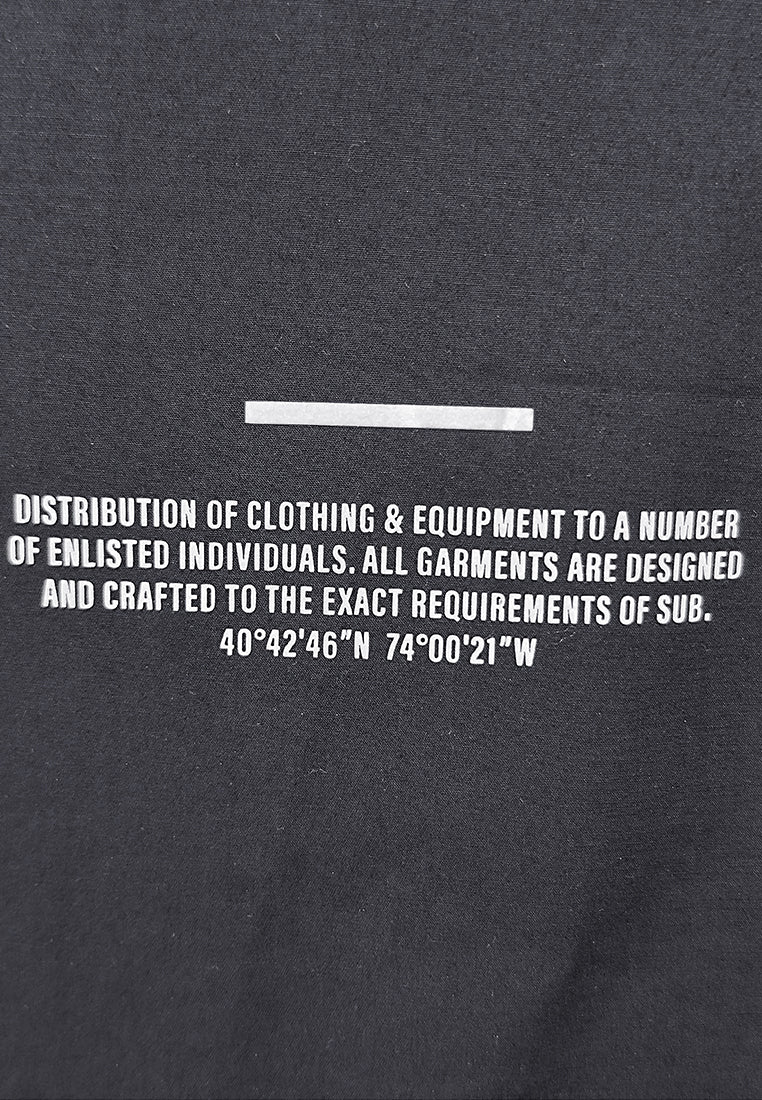 DISTRIBUTION OF CLOTHING & EQUIPMENT TO A NUMBER
OF ENLISTED INDIVIDUALS. ALL GARMENTS ARE DESIGNED
AND CRAFTED TO THE EXACT REQUIREMENTS OF SUB.
40°42'46"N 74°00'21"W